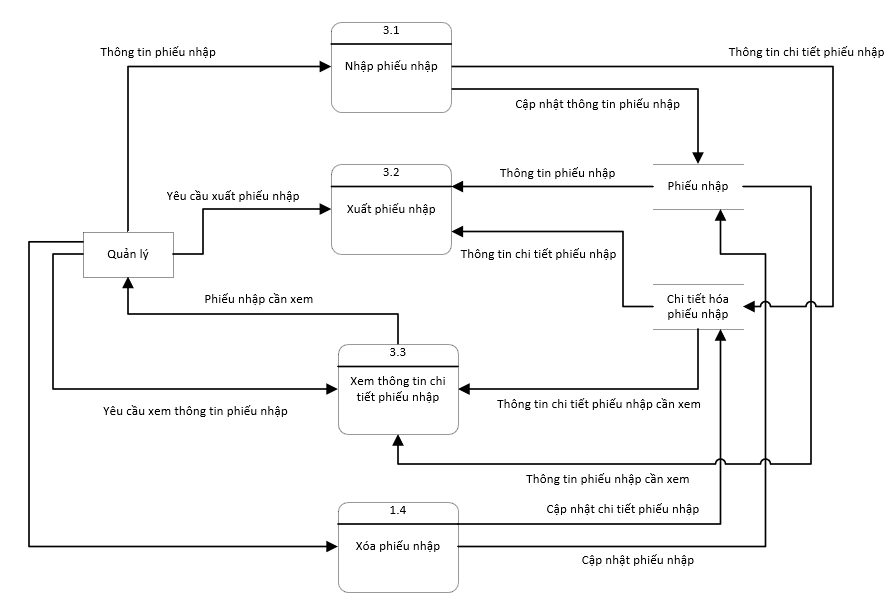 3.1
Thông tin phiếu nhập
Thông tin chi tiết phiếu nhập
Nhập phiếu nhập
Cập nhật thông tin phiếu nhập
3.2
Thông tin phiếu nhập
Phiếu nhập
Yêu cầu xuất phiếu nhập
Xuất phiếu nhập
Quản lý
Thông tin chi tiết phiếu nhập
Phiếu nhập cần xem
Chi tiết hóa
phiếu nhập
3.3
Xem thông tin chi
tiết phiếu nhập
Yêu cầu xem thông tin phiếu nhập
Thông tin chi tiết phiếu nhập cần xem
Thông tin phiếu nhập cần xem
1.4
Cập nhật chi tiết phiếu nhập
Xóa phiếu nhập
Cập nhật phiếu nhập